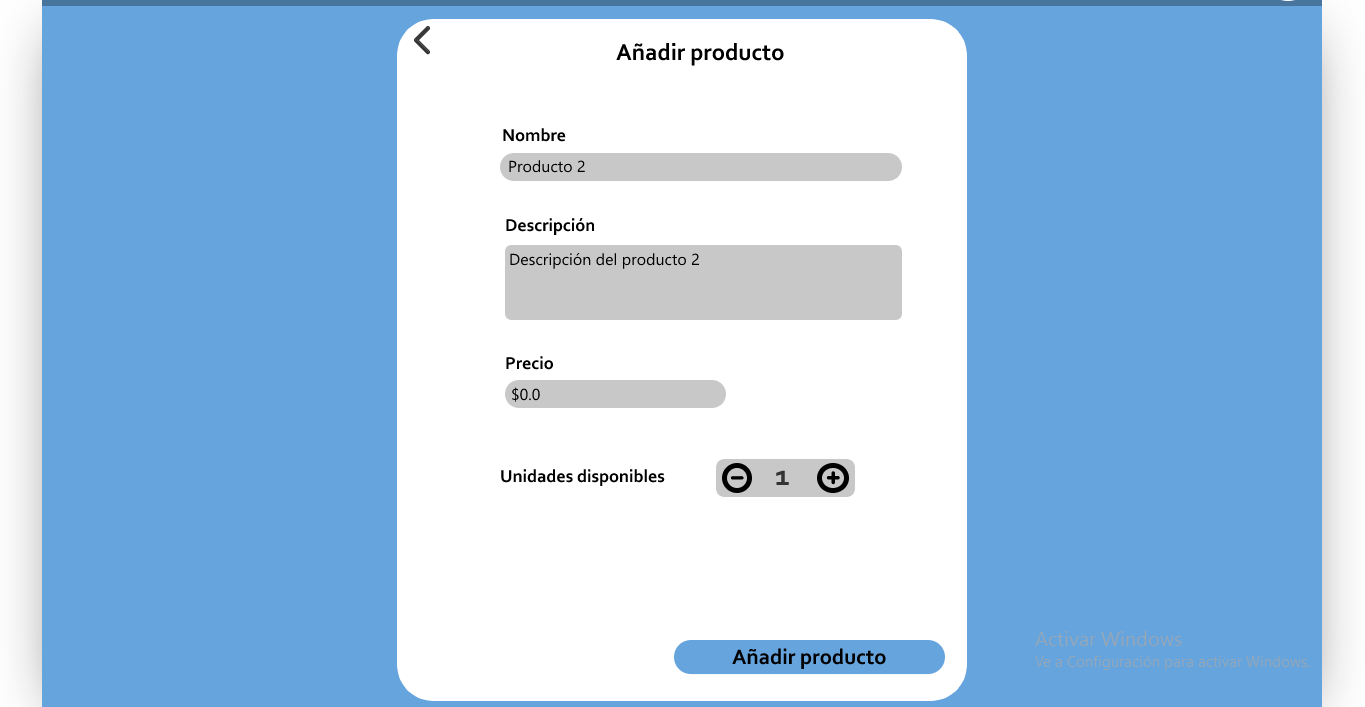 Añadir producto
Nombre
Producto 2
Descripción
Descripción del producto 2
Precio
$0.0
Unidades disponibles
1
Añadir producto
Activar Windows
Ve a Configuración para activar Windows.